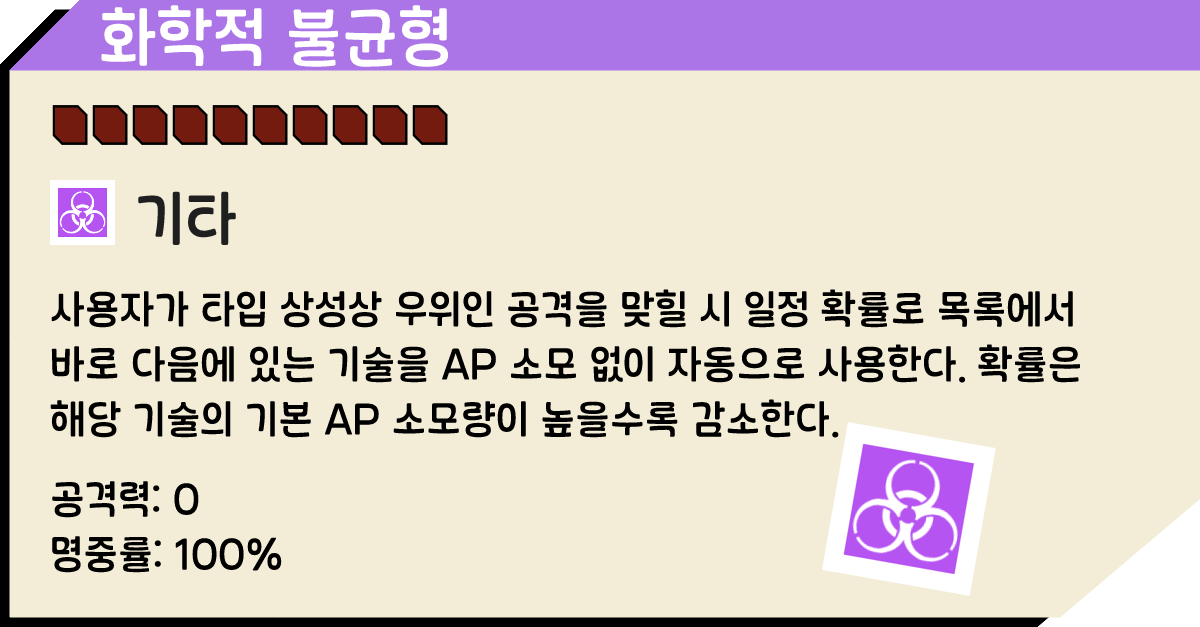 화학적 불균형
기타
사용자가 타입 상성상 우위인 공격을 맞힐 시 일정 확률로 목록에서
바로 다음에 있는 기술을 AP 소모 없이 자동으로 사용한다. 확률은
해당 기술의 기본 AP 소모량이 높을수록 감소한다.
공격력: 0
명중률: 100%